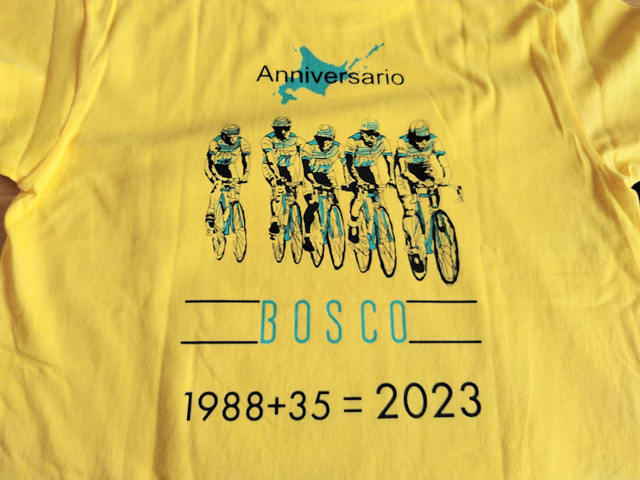 Anniversario
BOSCO
1988+35 = 2023